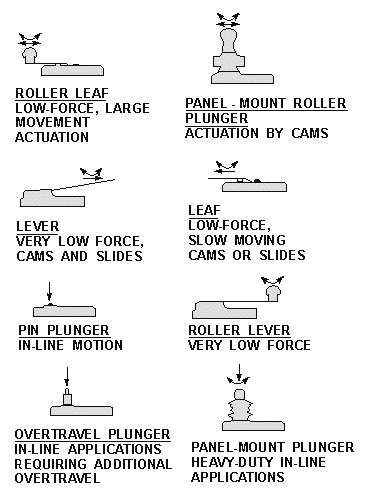 ROLLER LEAF
LOW-FORCE, LARGE
MOVEMENT
ACTUATION
PANEL - MOUNT ROLLER
PLUNGER
ACTUATION BY CAMS
LEVER
VERY LOW FORCE,
CAMS AND SLIDES
LEAF
LOW-FORCE,
SLOW MOVING
CAMS OR SLIDES
PIN PLUNGER
IN-LINE MOTION
ROLLER LEVER
VERY LOW FORCE
OVERTRAVEL PLUNGER
IN-LINE APPLICATIONS
REQUIRING ADDITIONAL
OVERTRAVEL
PANEL-MOUNT PLUNGER
HEAVY-DUTY IN-LINE
APPLICATIONS